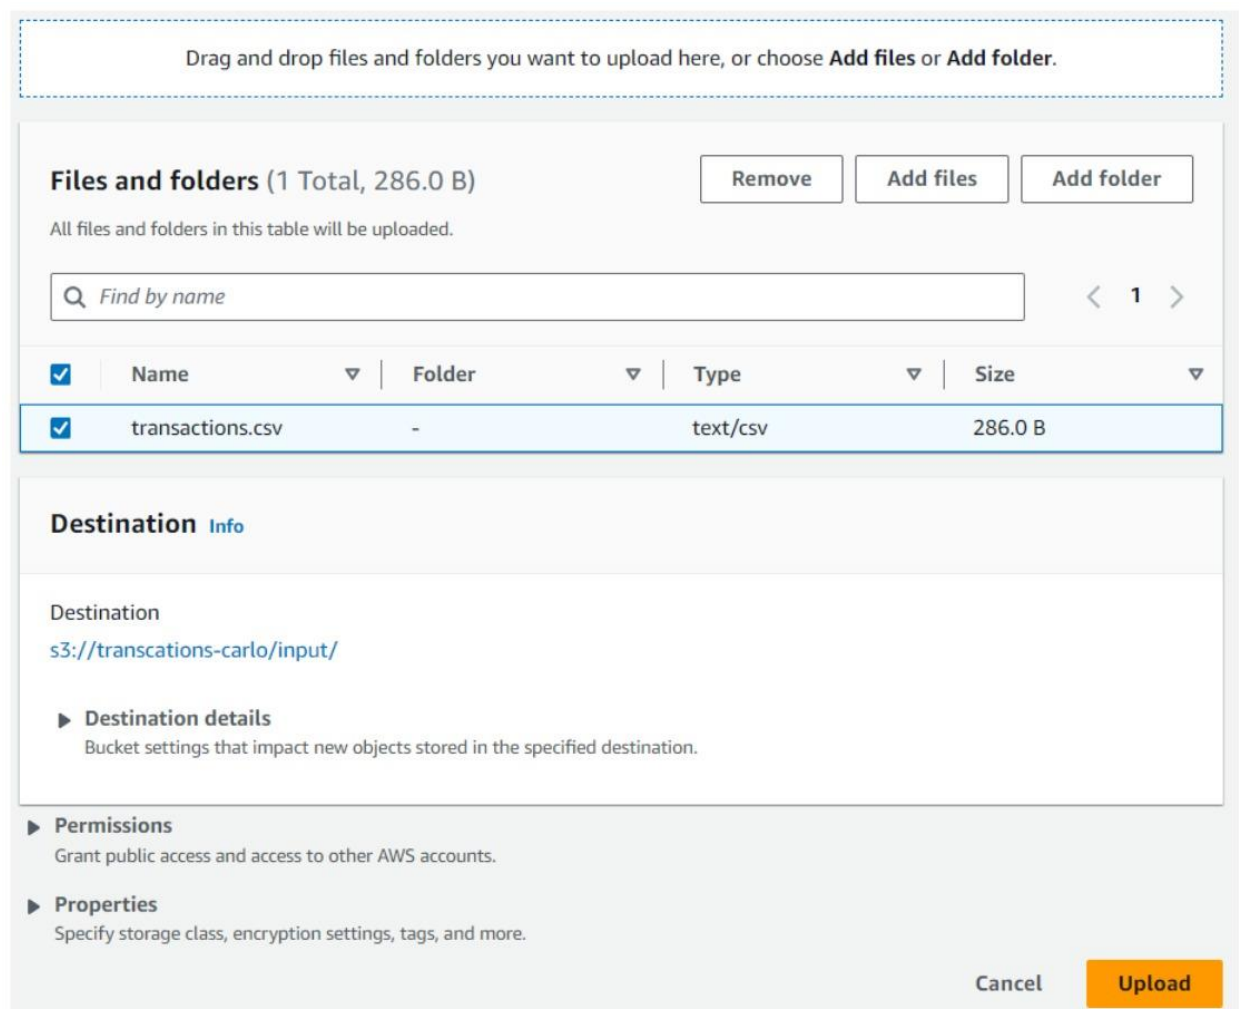 Drag and drop files and folders you want to upload here, or choose Add files or Add folder.
Files and folders (1 Total, 286.0 B)
Remove
Add files
Add folder
All files and folders in this table will be uploaded.
Find by name
1
Name
Folder
Type
Size
transactions.csv
-
text/csv
286.0 B
Destination Info
Destination
s3://transcations-carlo/input/
Destination details
Bucket settings that impact new objects stored in the specified destination.
Permissions
Grant public access and access to other AWS accounts.
Properties
Specify storage class, encryption settings, tags, and more.
Cancel
Upload